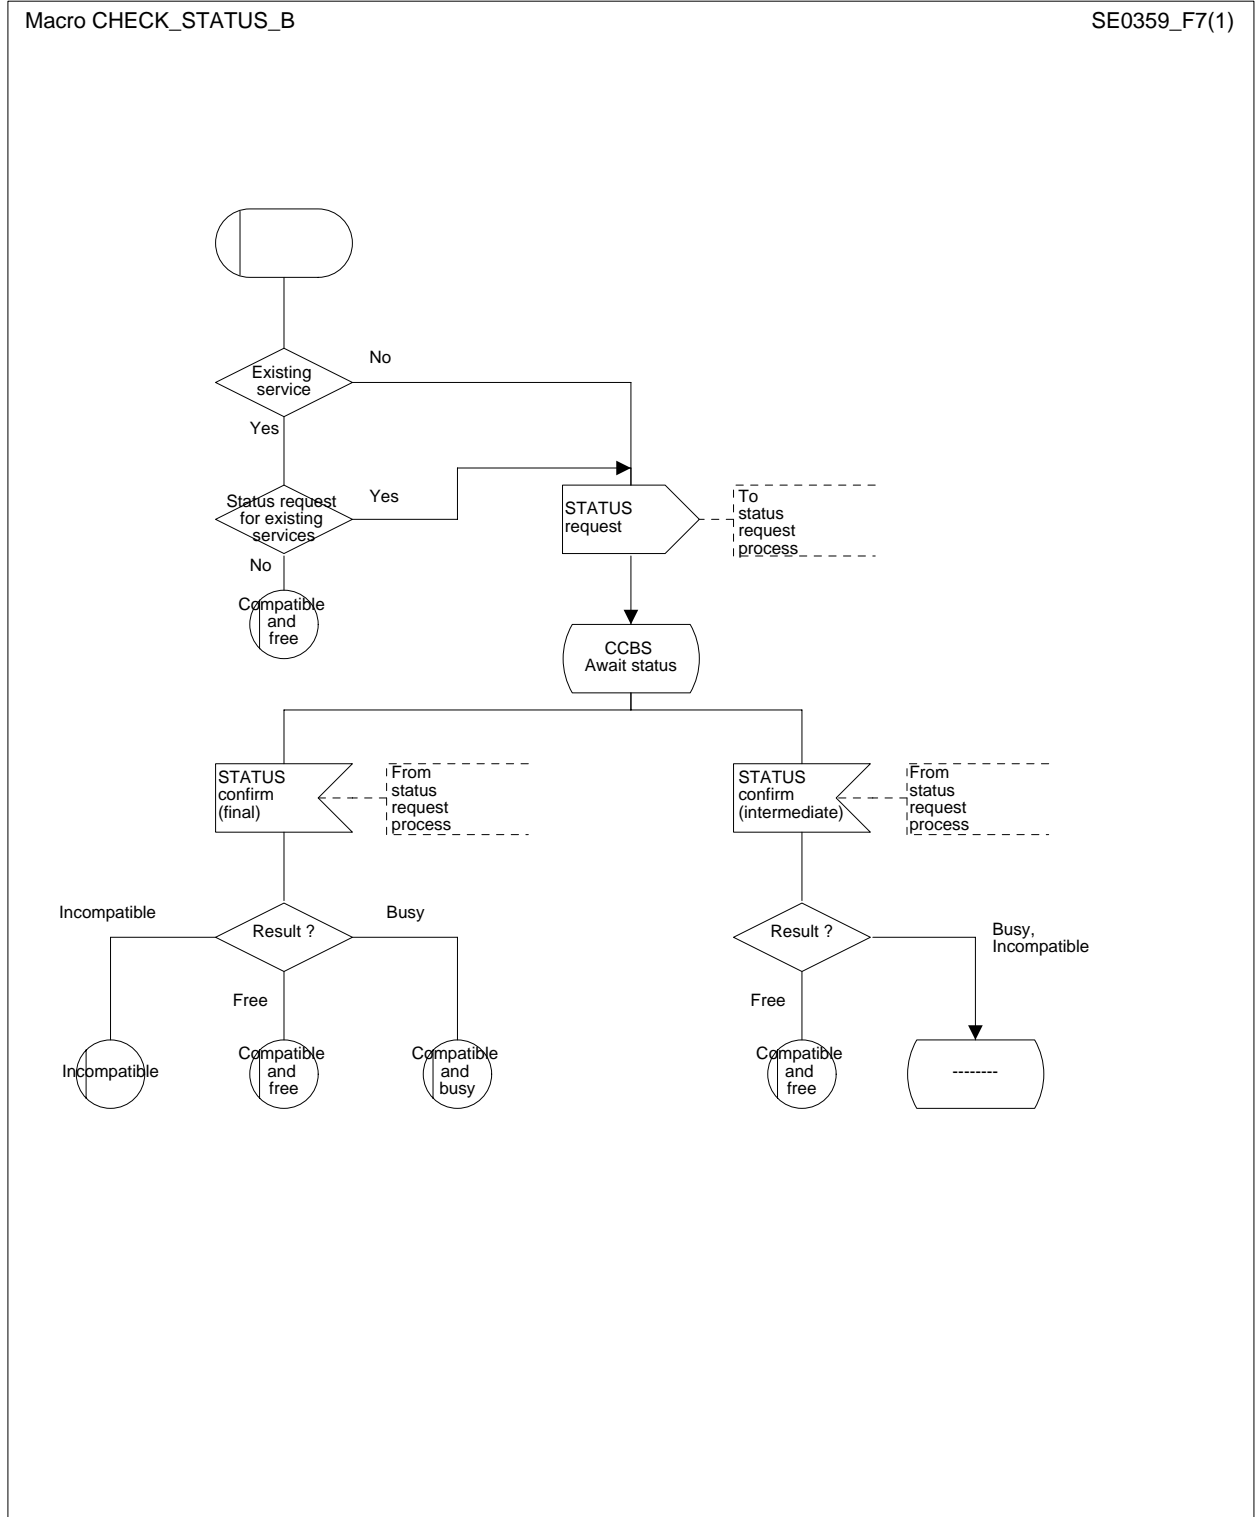 Macro CHECK_STATUS_B
SE0359_F7(1)
No
Existing
service
Yes
Status request
for existing
services
Yes
STATUS
request
To
status
request
process
No
Compatible
and
free
CCBS
Await status
STATUS
confirm
(final)
From
status
request
process
STATUS
confirm
(intermediate)
From
status
request
process
Incompatible
Result ?
Busy
Result ?
Busy,
Incompatible
Free
Free
Incompatible
Compatible
and
free
Compatible
and
busy
Compatible
and
free
--------